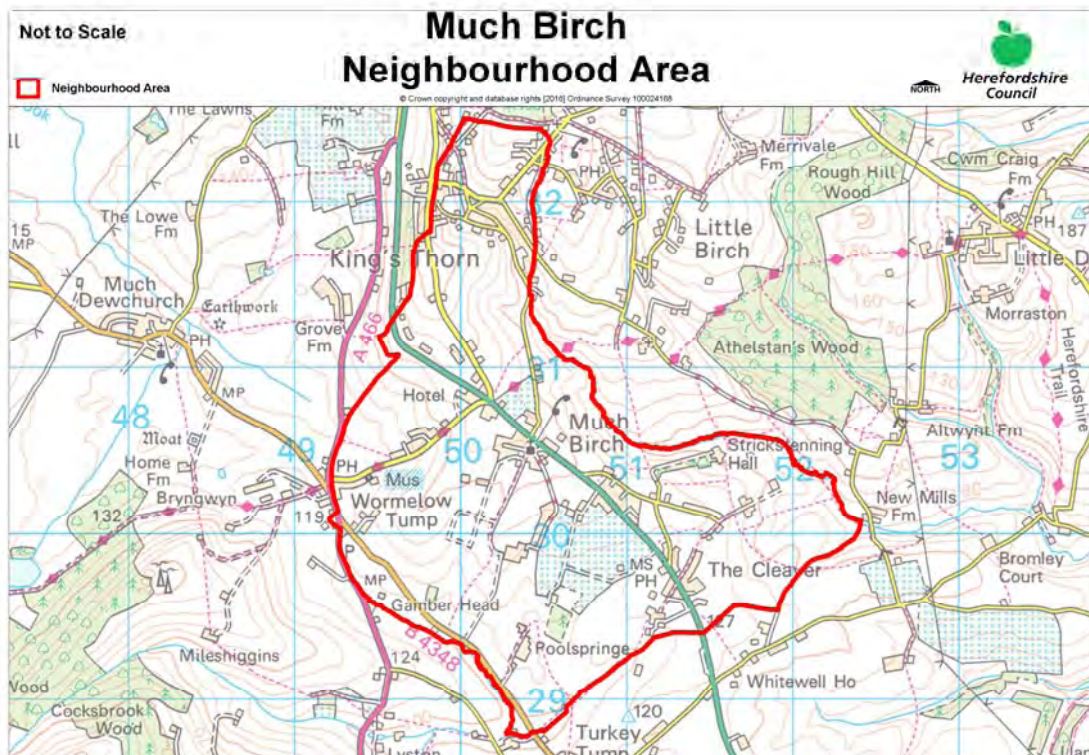 Not to Scale
Much Birch
Neighbourhood Area
Neighbourhood Area
© Crown copyright and database rights [2016] Ordnance Survey 100024168
NORTH
Herefordshire
Council
The Lawns
Fm
Merrivale
Fm
Cwm Craig
Fm
Rough Hill
Wood
PH
PH
187
32
The Lowe
Fm
15
MP
Little
Birch
Little D
King's Thorn
Much
Dewchurch
Earthwork
PH
Grove
Fm
A 466
Morraston
Athelstan's Wood
Herefordshire
Trail
31
48
Hotel
49
50
Much
Birch
51
Altwynt Fm
53
Moat
MP
Home
Fm
PH
Mus
Strickstenning
Hall
52
Bryngwyn
Wormelow
Tump
New Mills
Fm
132
119
30
P
MS
PH
The Cleaver
Bromley
Court
MP
Gamber Head
127
B 4348
Mileshiggins
Poolspringe
124
Whitewell Ho
Wood
29
Cocksbrook
Wood
120
Turkey
Tump
Lyston